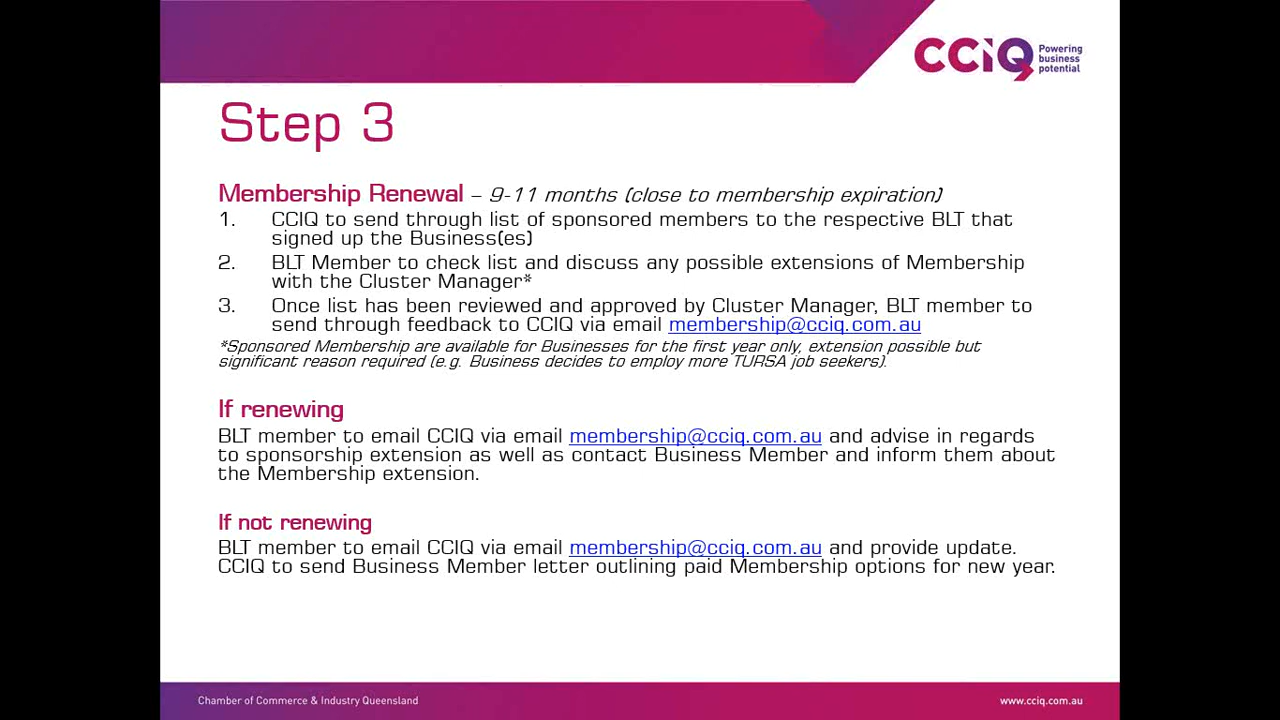 CCIQ Powering
business
potential
Step 3
Membership Renewal – 9-11 months (close to membership expiration)
1. CCIQ to send through list of sponsored members to the respective BLT that
signed up the Business(es)
2. BLT Member to check list and discuss any possible extensions of Membership
with the Cluster Manager*
3. Once list has been reviewed and approved by Cluster Manager, BLT member to
send through feedback to CCIQ via email membership@cciq.com.au
*Sponsored Membership are available for Businesses for the first year only, extension possible but
significant reason required (e.g. Business decides to employ more TURSA job seekers).
If renewing
BLT member to email CCIQ via email membership@cciq.com.au and advise in regards
to sponsorship extension as well as contact Business Member and inform them about
the Membership extension.
If not renewing
BLT member to email CCIQ via email membership@cciq.com.au and provide update.
CCIQ to send Business Member letter outlining paid Membership options for new year.
Chamber of Commerce & Industry Queensland
www.cciq.com.au